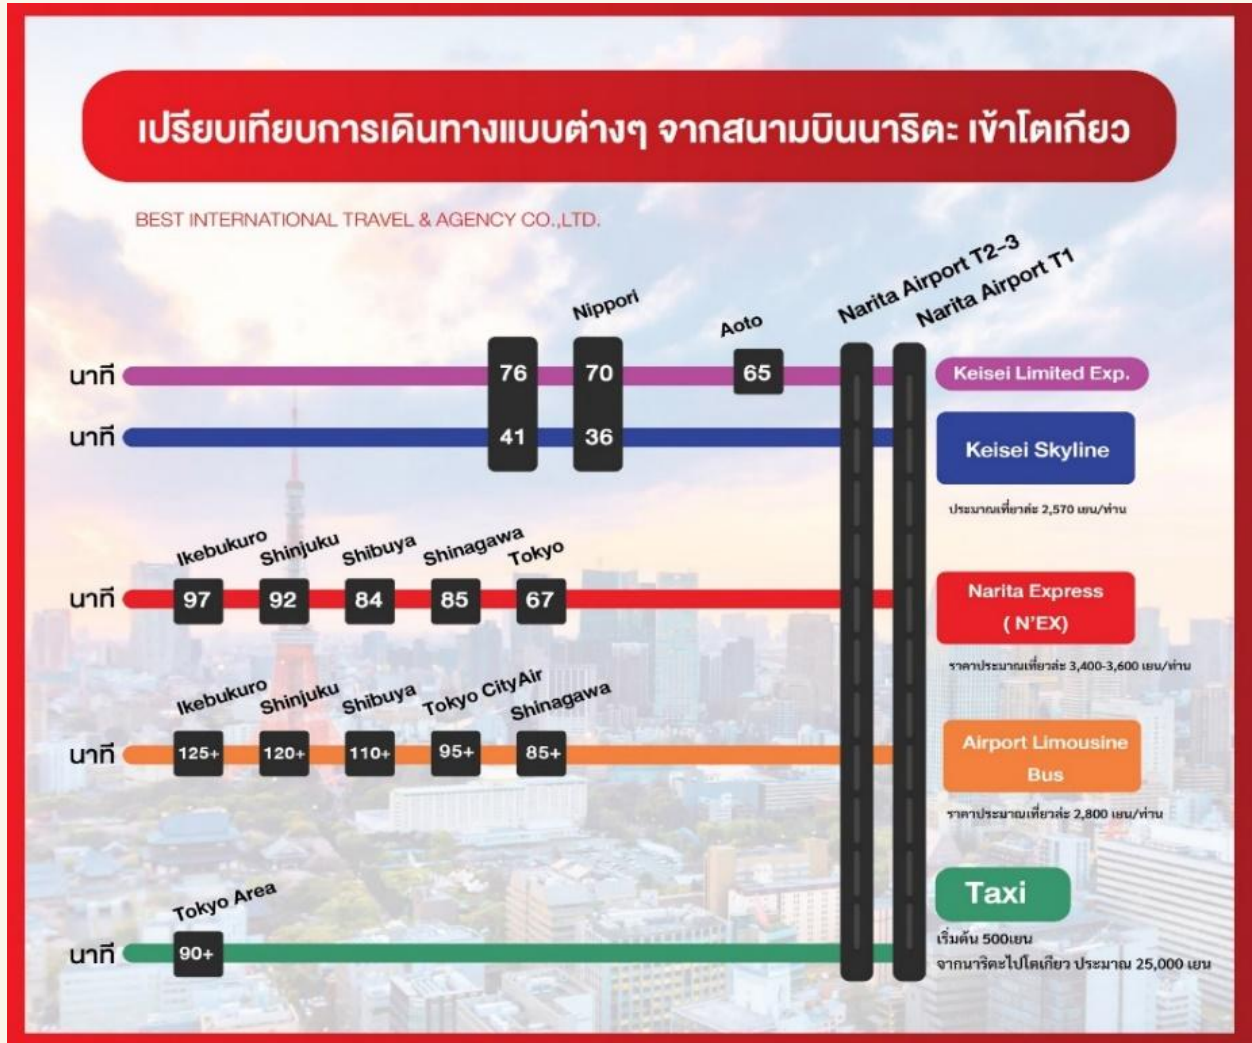 เปรียบเทียบการเดินทางแบบต่างๆ จากสนามบินนาริตะ เข้าโตเกียว
BEST INTERNATIONAL TRAVEL & AGENCY CO.,LTD.
Nippori
Aoto
Narita Airport T2-3
Narita Airport T1
นาที
76
70
65
Keisei Limited Exp.
นาที
41
36
Keisei Skyline
ประมาณเที่ยวล่ะ 2,570 เยน/ท่าน
Ikebukuro
Shinjuku
Shibuya
Shinagawa
Tokyo
นาที
97
92
84
85
67
Narita Express
( N'EX)
ราคาประมาณเที่ยวล่ะ 3,400-3,600 เยน/ท่าน
Ikebukuro
Shinjuku
Shibuya
Tokyo CityAir
Shinagawa
นาที
125+
120+
110+
95+
85+
Airport Limousine
Bus
ราคาประมาณเที่ยวล่ะ 2,800 เยน/ท่าน
Tokyo Area
นาที
90+
Taxi
เริ่มต้น 500เยน
จากนาริตะไปโตเกียว ประมาณ 25,000 เยน